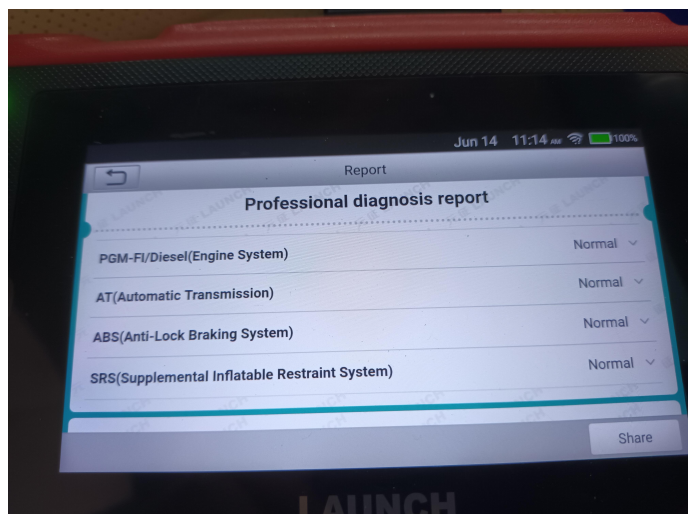 Jun 14 11:14 AM 100%
Report
Professional diagnosis report
PGM-FI/Diesel(Engine System) Normal
AT(Automatic Transmission) Normal
ABS(Anti-Lock Braking System) Normal
SRS(Supplemental Inflatable Restraint System) Normal
Share
LAUNCH